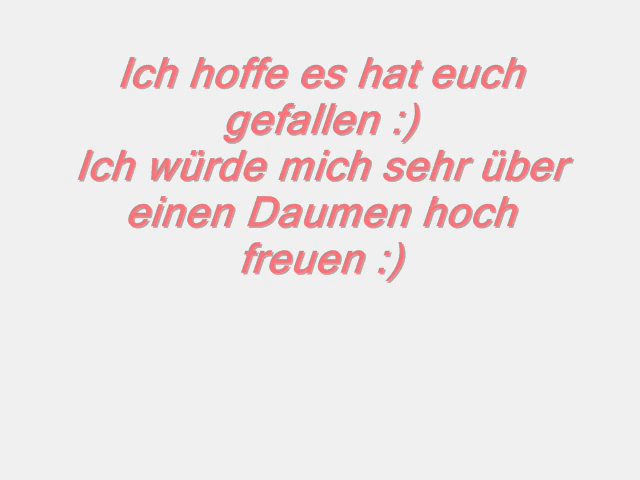 Ich hoffe es hat euch
gefallen :)
Ich würde mich sehr über
einen Daumen hoch
freuen :)